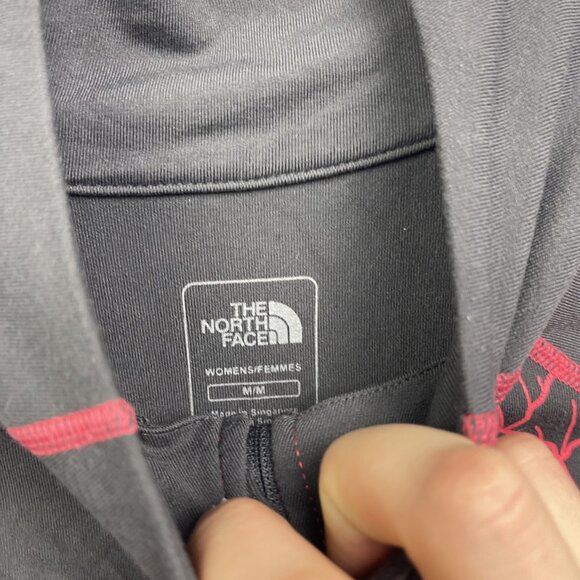 THE
NORTH
FACE
WOMENS/FEMMES
M/M
Made in